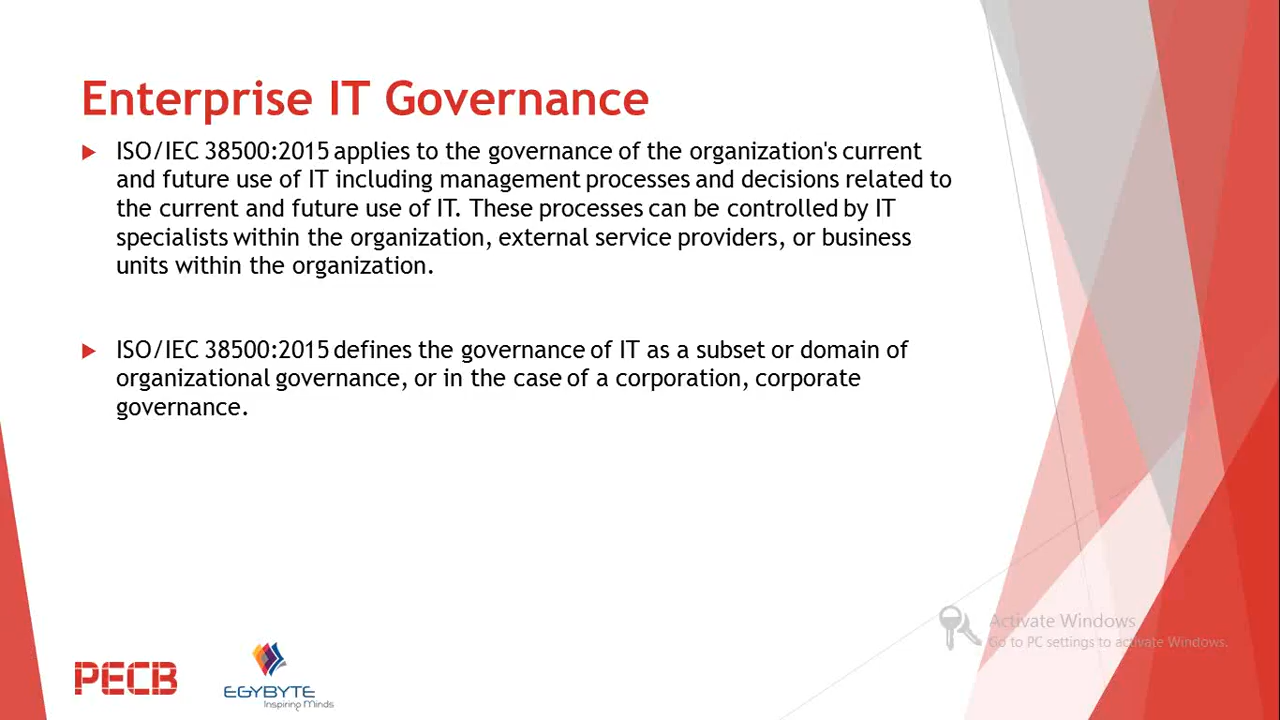 Enterprise IT Governance
ISO/IEC 38500:2015 applies to the governance of the organization's current
and future use of IT including management processes and decisions related to
the current and future use of IT. These processes can be controlled by IT
specialists within the organization, external service providers, or business
units within the organization.
ISO/IEC 38500:2015 defines the governance of IT as a subset or domain of
organizational governance, or in the case of a corporation, corporate
governance.
Activate Windows
Go to PC settings to activate Windows.
PECB
EGYBYTE
Inspiring Minds